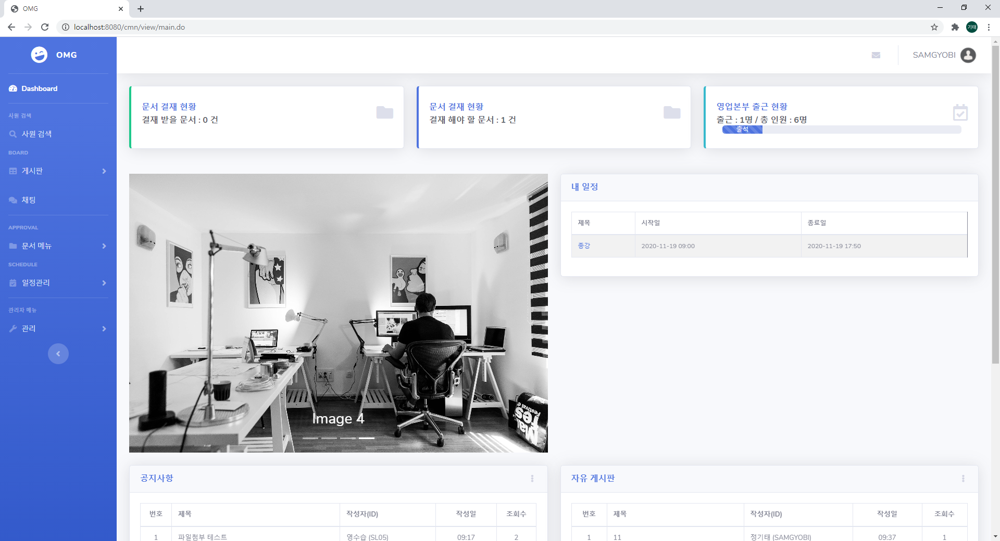 OMG
localhost:8080/cmn/view/main.do
기태
OMG
SAMGYOBI
Dashboard
사원 검색
사원 검색
BOARD
게시판
채팅
APPROVAL
문서 메뉴
SCHEDULE
일정관리
관리자 메뉴
관리
문서 결재 현황
결재 받을 문서 : 0 건
문서 결재 현황
결재 해야 할 문서 : 1 건
영업본부 출근 현황
출근 : 1명 / 총 인원 : 6명
출석
Image 4
내 일정
제목 시작일 종료일
종강 2020-11-19 09:00 2020-11-19 17:50
공지사항
번호 제목 작성자(ID) 작성일 조회수
1 파일첨부 테스트 영수습 (SL05) 09:17 2
자유 게시판
번호 제목 작성자(ID) 작성일 조회수
1 11 정기태 (SAMGYOBI) 09:37 1